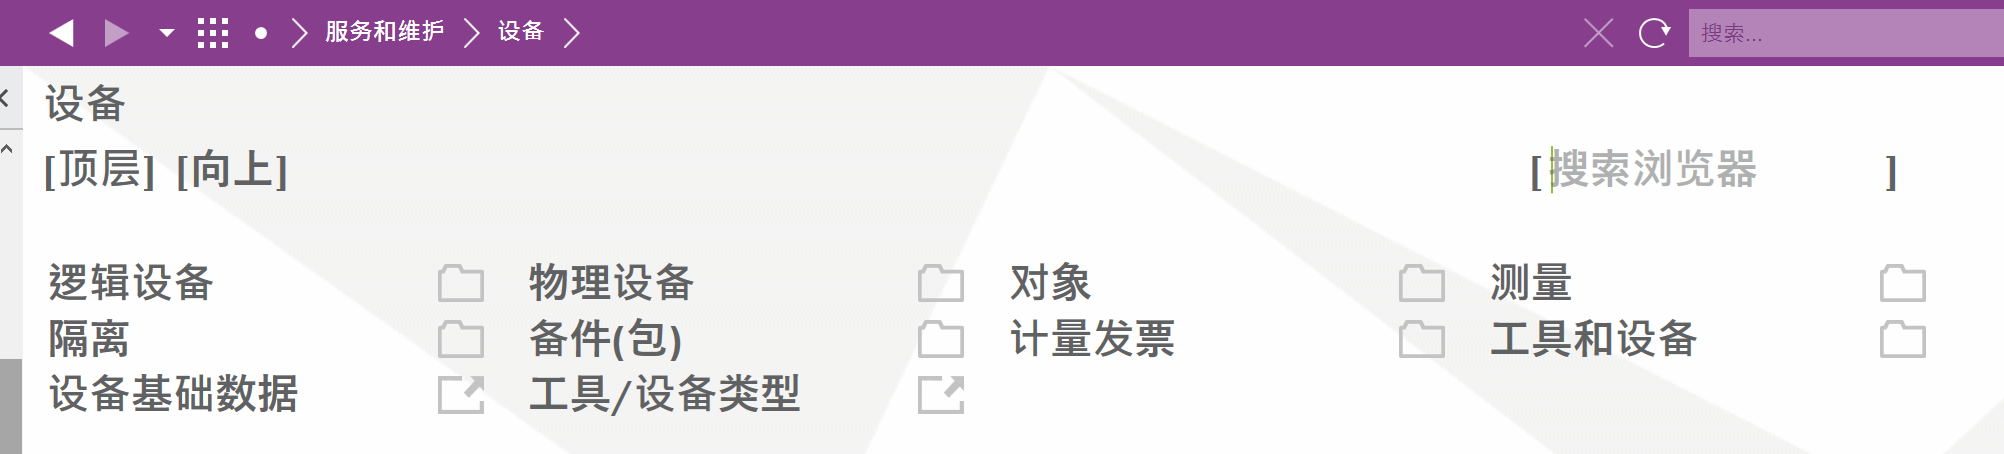 服务和维护 设备 搜索...
设备
[顶层] [向上] [搜索浏览器 ]
逻辑设备 物理设备 对象 测量
隔离 备件(包) 计量发票 工具和设备
设备基础数据 工具/设备类型